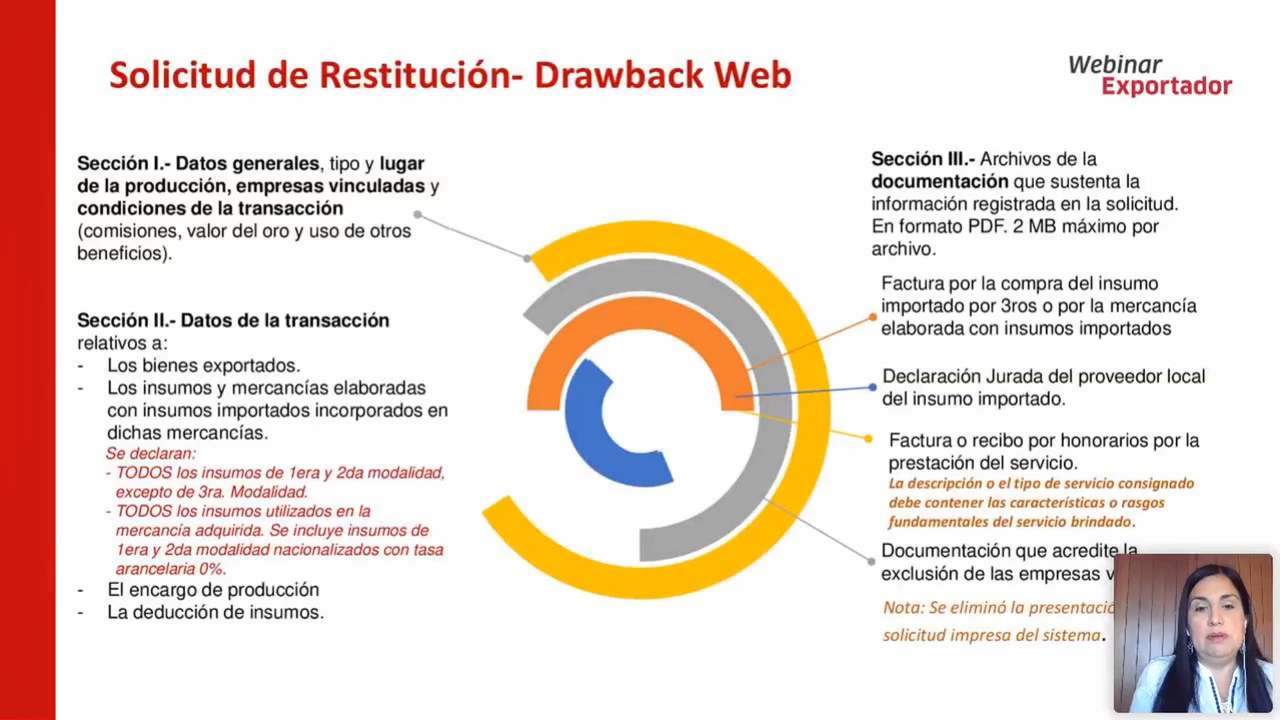 Solicitud de Restitución- Drawback Web
Webinar
Exportador
Sección I.- Datos generales, tipo y lugar
de la producción, empresas vinculadas y
condiciones de la transacción
(comisiones, valor del oro y uso de otros
beneficios).
Sección II.- Datos de la transacción
relativos a:
- Los bienes exportados.
- Los insumos y mercancías elaboradas
con insumos importados incorporados en
dichas mercancías.
Se declaran:
- TODOS los insumos de 1era y 2da modalidad,
excepto de 3ra. Modalidad.
- TODOS los insumos utilizados en la
mercancía adquirida. Se incluye insumos de
1era y 2da modalidad nacionalizados con tasa
arancelaria 0%.
- El encargo de producción
- La deducción de insumos.
Sección III.- Archivos de la
documentación que sustenta la
información registrada en la solicitud.
En formato PDF. 2 MB máximo por
archivo.
Factura por la compra del insumo
importado por 3ros o por la mercancía
elaborada con insumos importados
Declaración Jurada del proveedor local
del insumo importado.
Factura o recibo por honorarios por la
prestación del servicio.
La descripción o el tipo de servicio consignado
debe contener las características o rasgos
fundamentales del servicio brindado.
Documentación que acredite la
exclusión de las empresas
Nota: Se eliminó la
solicitud impresa del sistema.